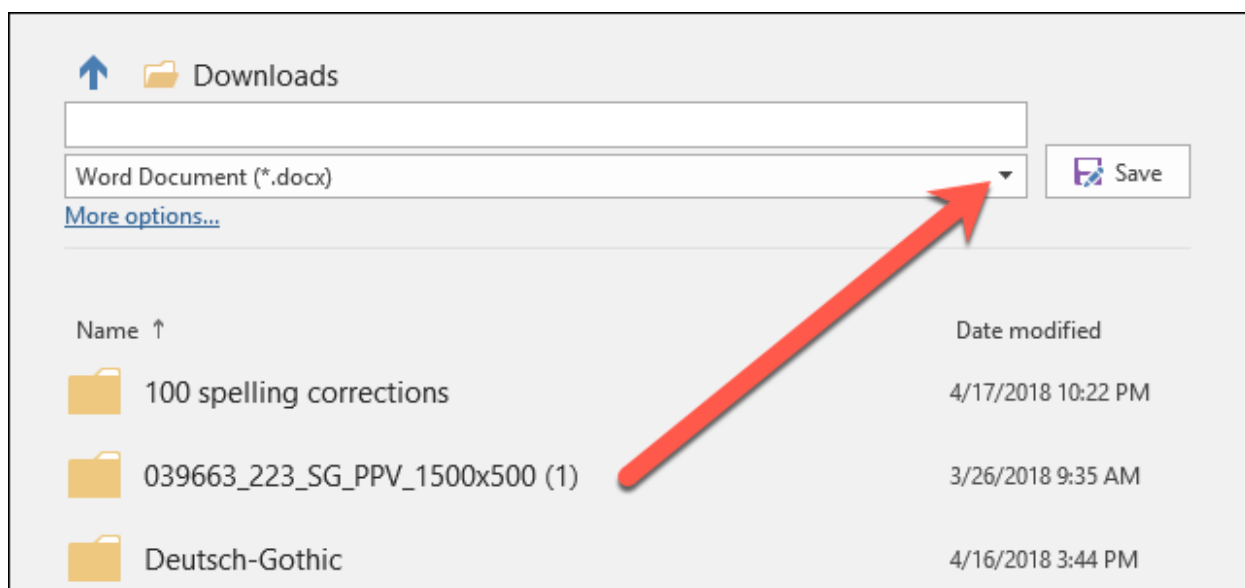 Downloads
Word Document (*.docx)
Save
More options...
Name ↑ Date modified
100 spelling corrections 4/17/2018 10:22 PM
039663_223_SG_PPV_1500x500 (1) 3/26/2018 9:35 AM
Deutsch-Gothic 4/16/2018 3:44 PM